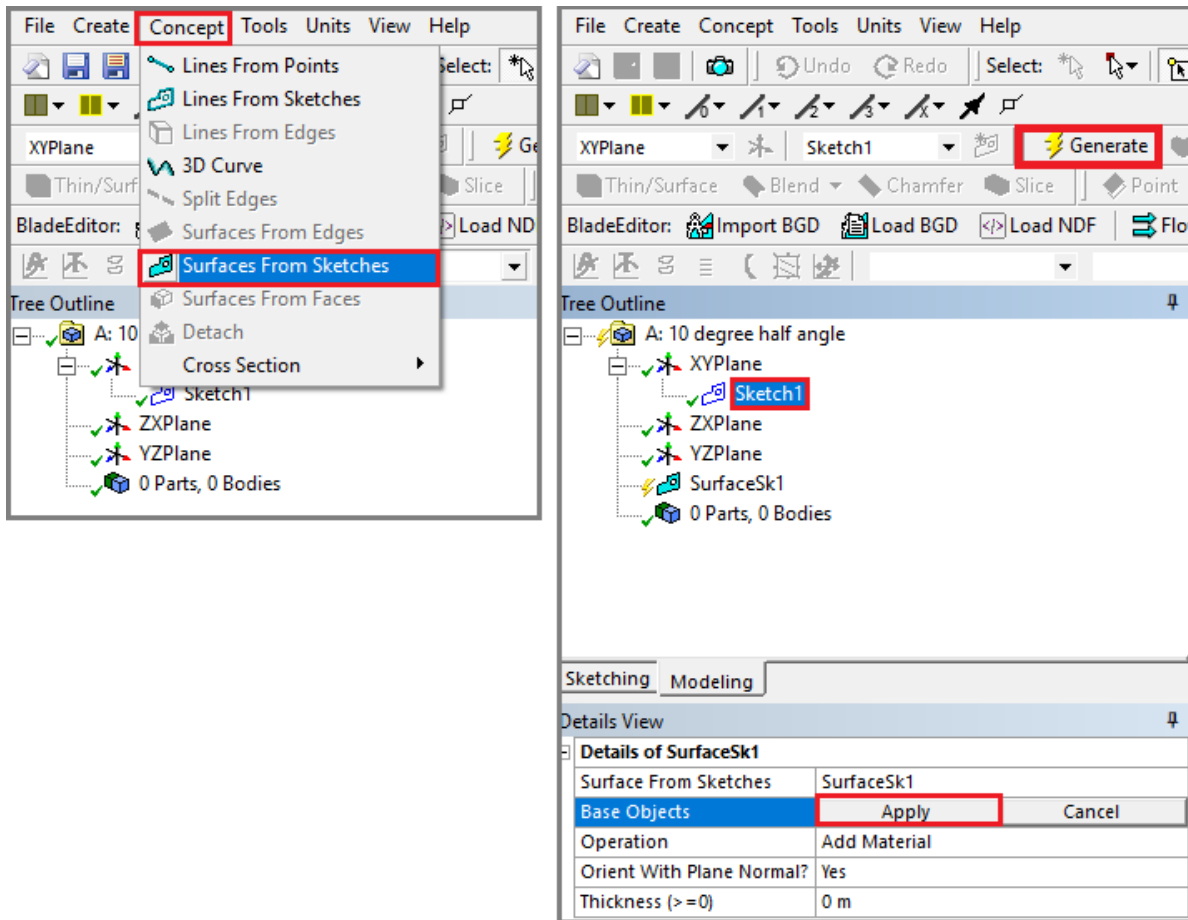 File Create Concept Tools Units View Help
Lines From Points
Select:
Lines From Sketches
Lines From Edges
XYPlane
Ge
3D Curve
Thin/Surf
Split Edges
Slice
BladeEditor:
Surfaces From Edges
Load ND
Surfaces From Sketches
Tree Outline
Surfaces From Faces
A: 10
Detach
Cross Section
Sketch1
ZXPlane
YZPlane
0 Parts, 0 Bodies
File Create Concept Tools Units View Help
Undo Redo Select:
XYPlane Sketch1 Generate
Thin/Surface Blend Chamfer Slice Point
BladeEditor: Import BGD Load BGD Load NDF Flo
Tree Outline
A: 10 degree half angle
XYPlane
Sketch1
ZXPlane
YZPlane
SurfaceSk1
0 Parts, 0 Bodies
Sketching Modeling
Details View
Details of SurfaceSk1
Surface From Sketches SurfaceSk1
Base Objects Apply Cancel
Operation Add Material
Orient With Plane Normal? Yes
Thickness (>=0) 0 m